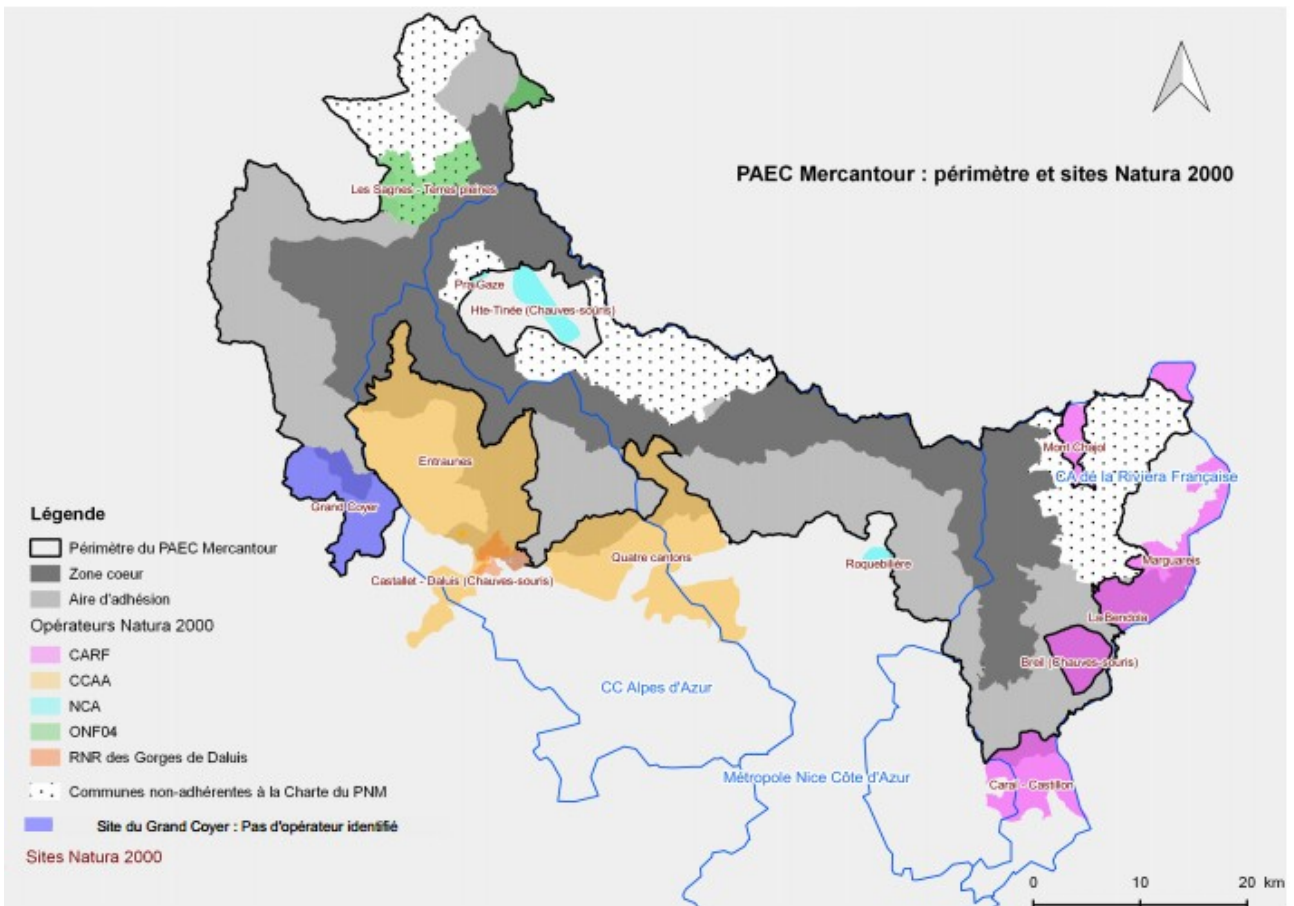 PAEC Mercantour : périmètre et sites Natura 2000
Les Sagnes - Terres pleines
Pra Gaze
Hte-Tinée (Chauves-souris)
Mont Chajol
CA de la Riviera Française
Entraunes
Grand Coyer
Quatre cantons
Roquebilière
Marguareis
Castallet - Daluis (Chauves-souris)
La Bendola
Breil (Chauves-souris)
CC Alpes d'Azur
Métropole Nice Côte d'Azur
Caraï - Castillon
Légende
Périmètre du PAEC Mercantour
Zone coeur
Aire d'adhésion
Opérateurs Natura 2000
CARF
CCAA
NCA
ONF04
RNR des Gorges de Daluis
Communes non-adhérentes à la Charte du PNM
Site du Grand Coyer : Pas d'opérateur identifié
Sites Natura 2000
0 10 20 km